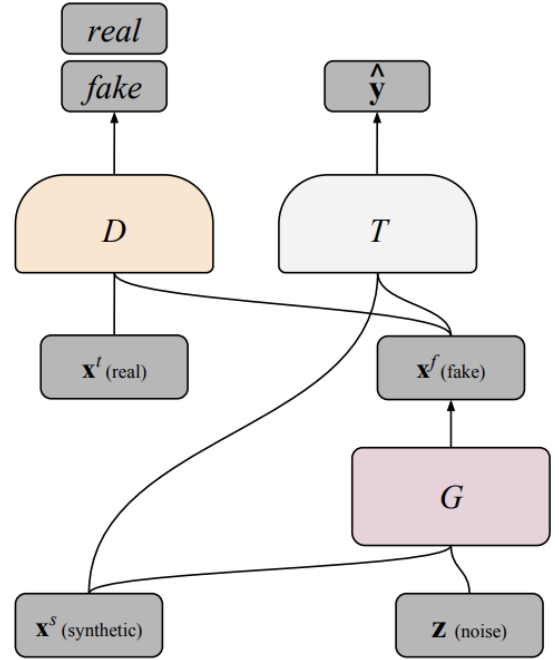 real
fake
ŷ
D
T
x^t (real)
x^f (fake)
G
x^s (synthetic)
z (noise)